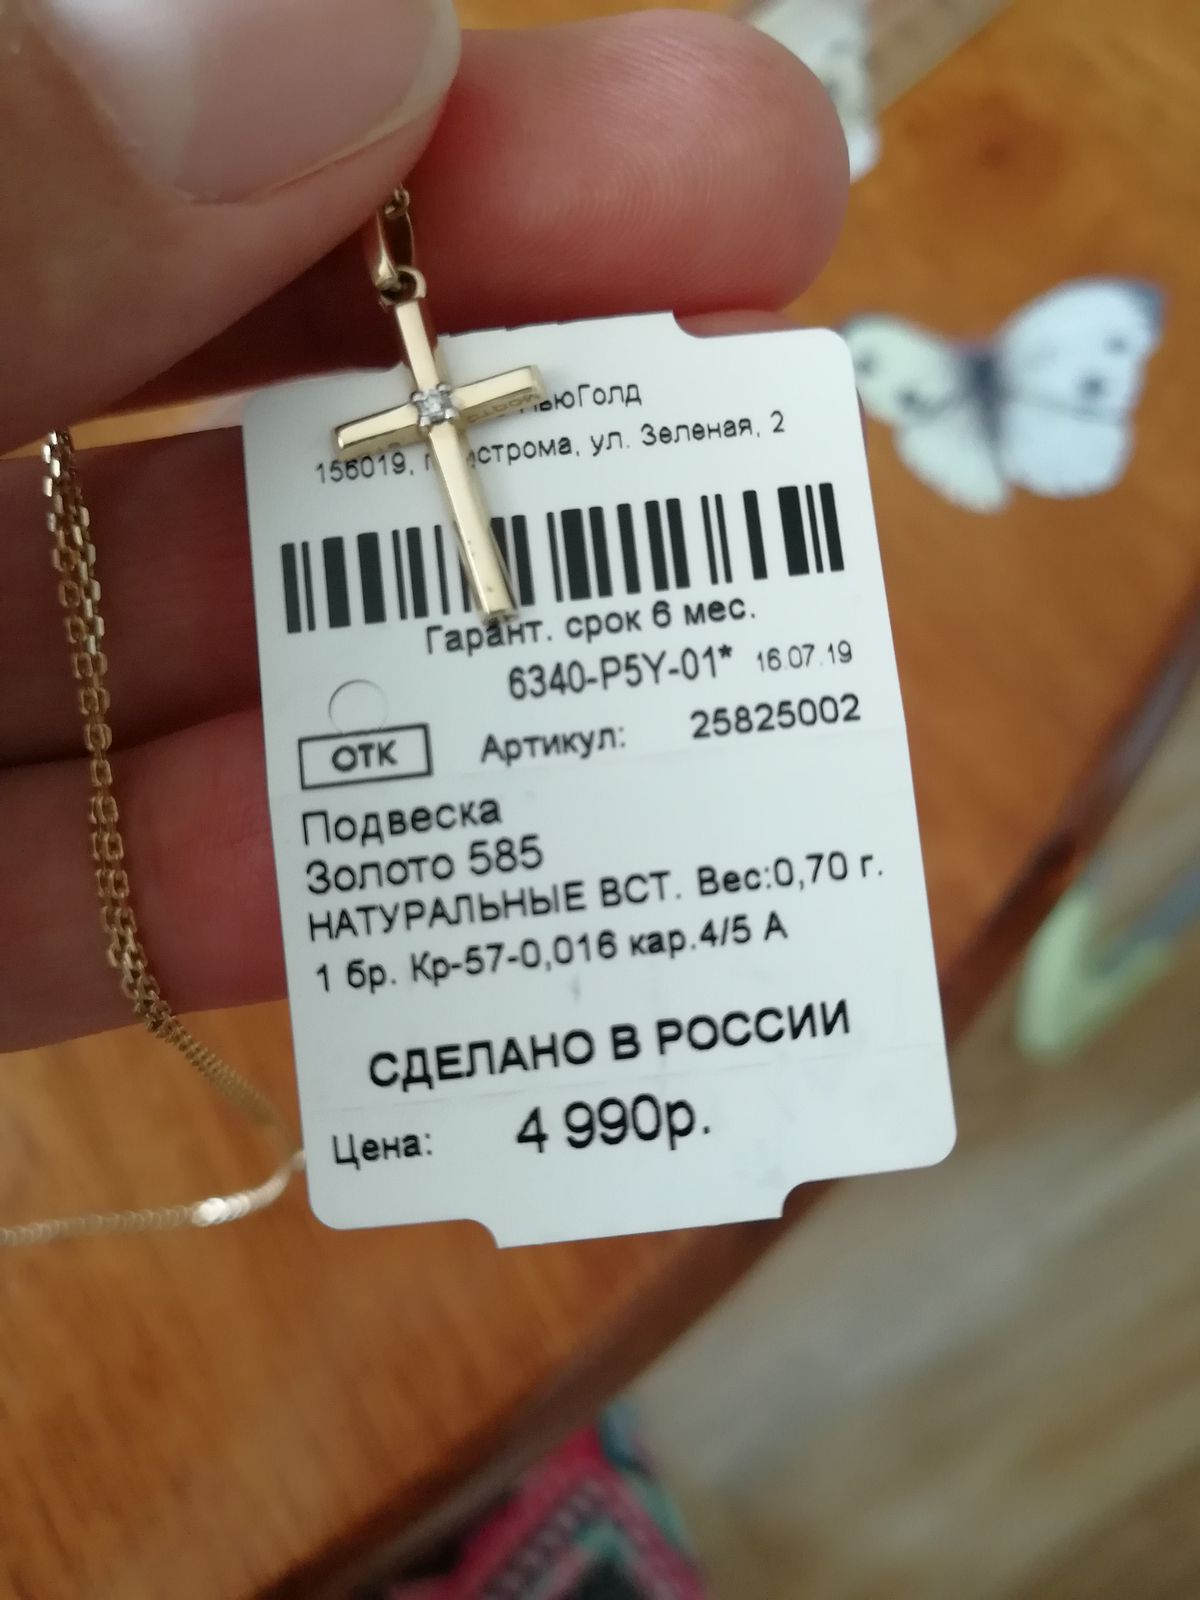 НьюГолд
156019, г. Кострома, ул. Зеленая, 2
Гарант. срок 6 мес.
6340-P5Y-01* 16.07.19
ОТК Артикул: 25825002
Подвеска
Золото 585
НАТУРАЛЬНЫЕ ВСТ. Вес:0,70 г.
1 бр. Кр-57-0,016 кар.4/5 А
СДЕЛАНО В РОССИИ
Цена: 4 990р.